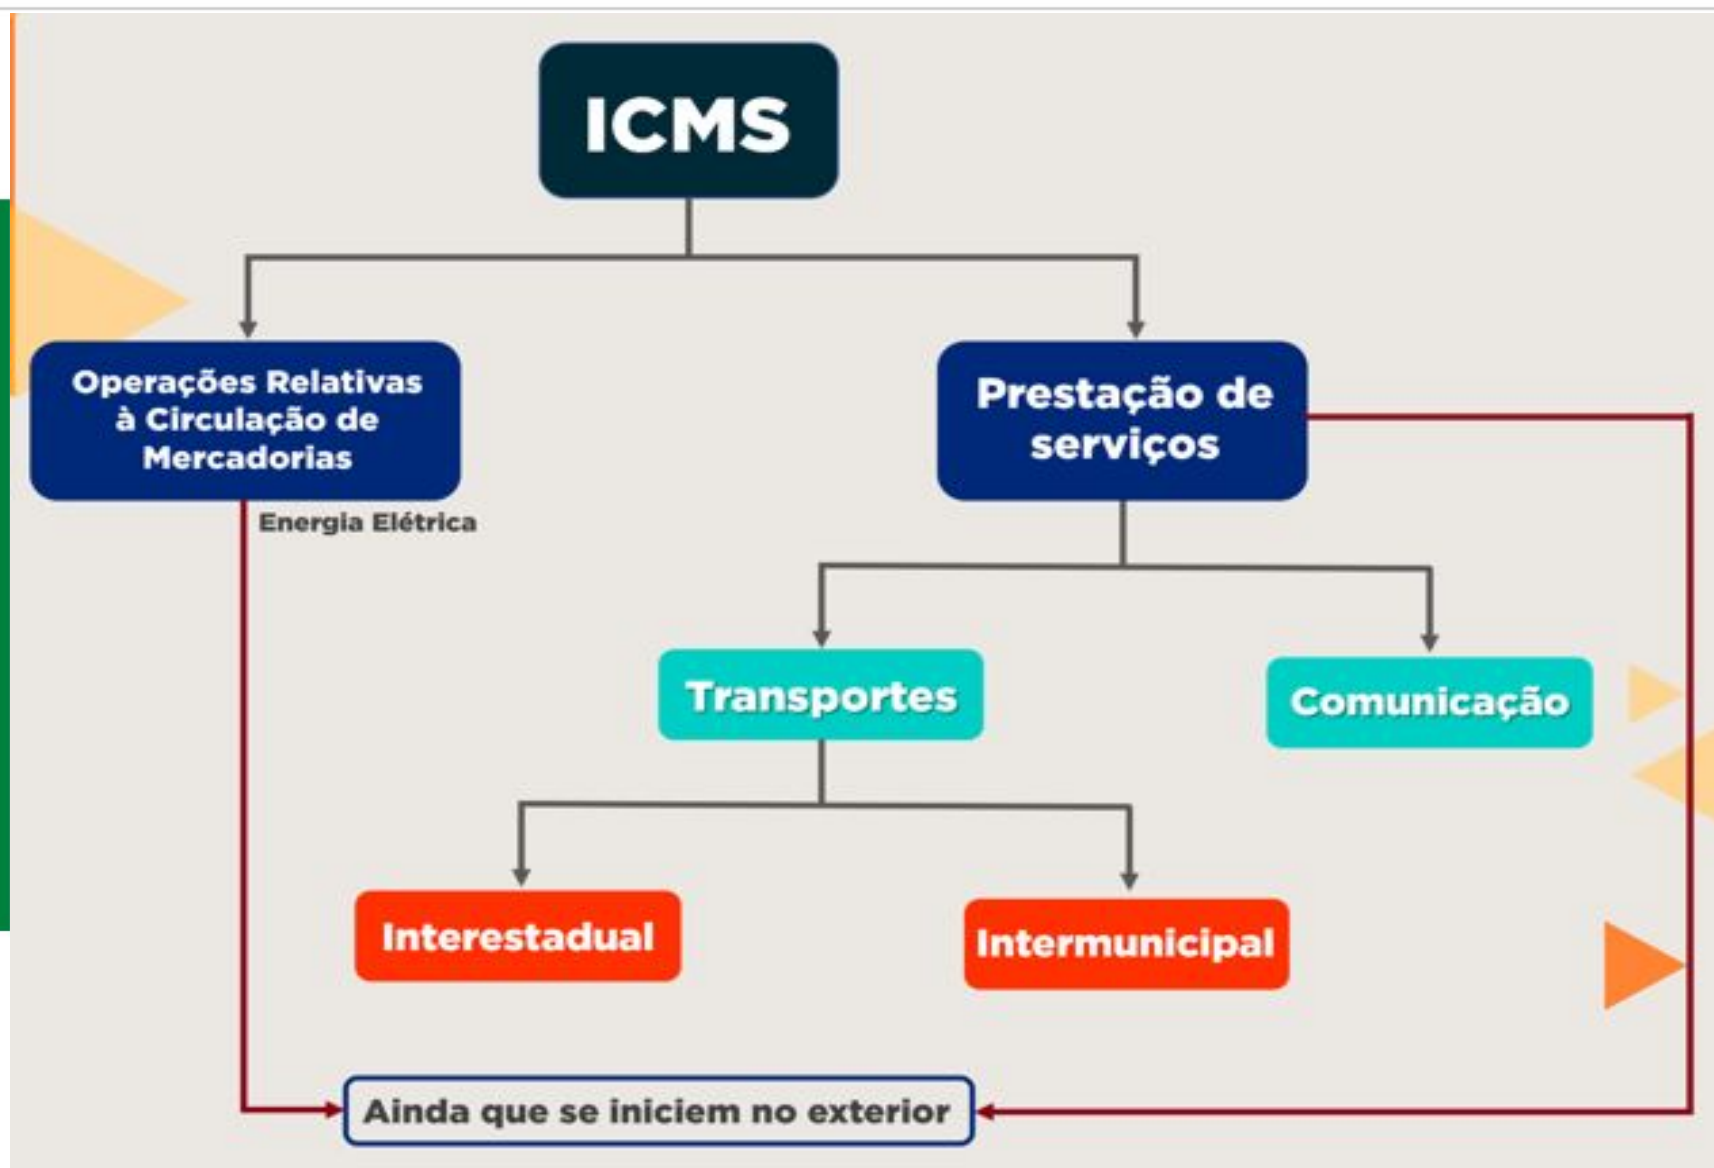 ICMS
Operações Relativas
à Circulação de
Mercadorias
Prestação de
serviços
Energia Elétrica
Transportes
Comunicação
Interestadual
Intermunicipal
Ainda que se iniciem no exterior